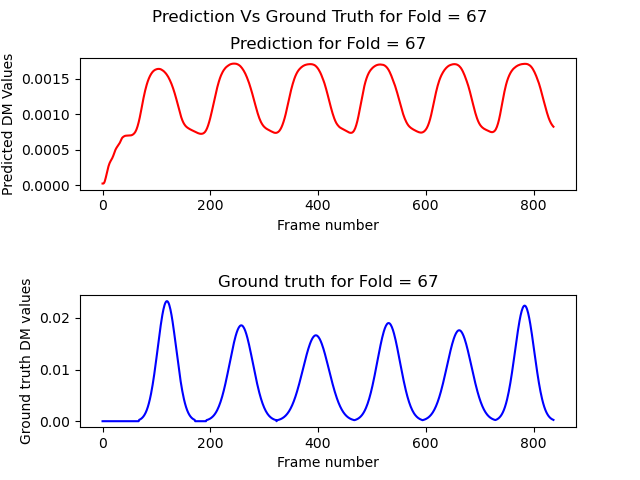 Prediction Vs Ground Truth for Fold = 67
Prediction for Fold = 67
Predicted DM Values
0.0015
0.0010
0.0005
0.0000
0 200 400 600 800
Frame number
Ground truth for Fold = 67
Ground truth DM values
0.02
0.01
0.00
0 200 400 600 800
Frame number